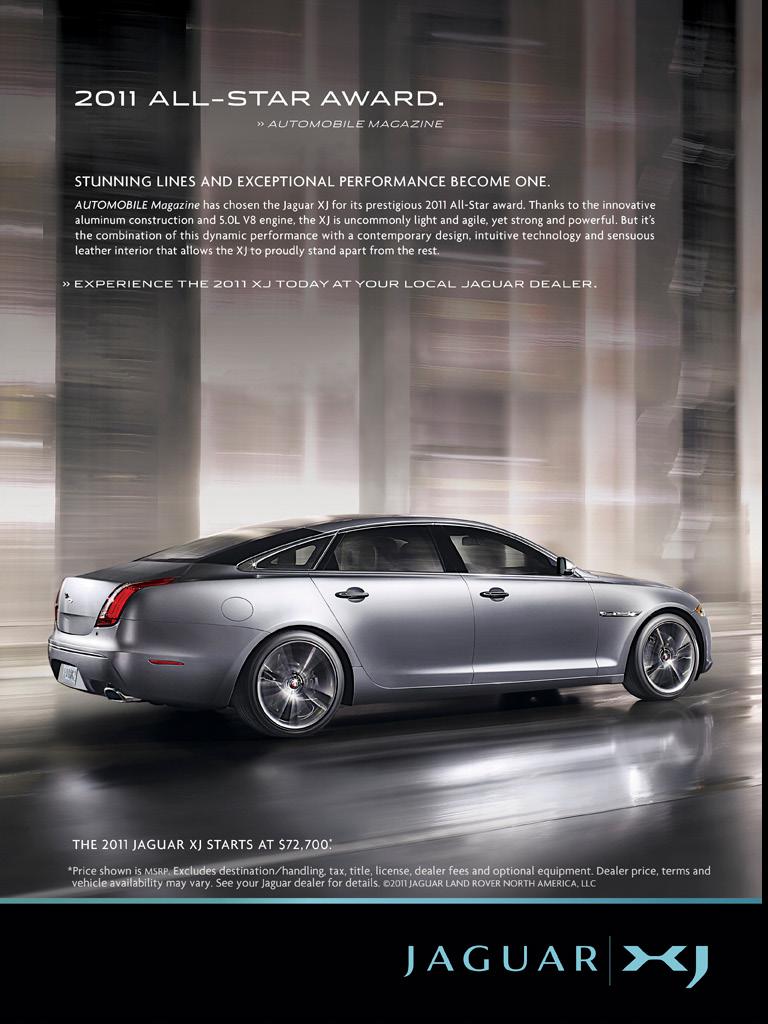 2011 ALL-STAR AWARD.
» AUTOMOBILE MAGAZINE
STUNNING LINES AND EXCEPTIONAL PERFORMANCE BECOME ONE.
AUTOMOBILE Magazine has chosen the Jaguar XJ for its prestigious 2011 All-Star award. Thanks to the innovative
aluminum construction and 5.0L V8 engine, the XJ is uncommonly light and agile, yet strong and powerful. But it's
the combination of this dynamic performance with a contemporary design, intuitive technology and sensuous
leather interior that allows the XJ to proudly stand apart from the rest.
» EXPERIENCE THE 2011 XJ TODAY AT YOUR LOCAL JAGUAR DEALER.
THE 2011 JAGUAR XJ STARTS AT $72,700.*
*Price shown is MSRP. Excludes destination/handling, tax, title, license, dealer fees and optional equipment. Dealer price, terms and
vehicle availability may vary. See your Jaguar dealer for details. ©2011 JAGUAR LAND ROVER NORTH AMERICA, LLC
JAGUAR XJ